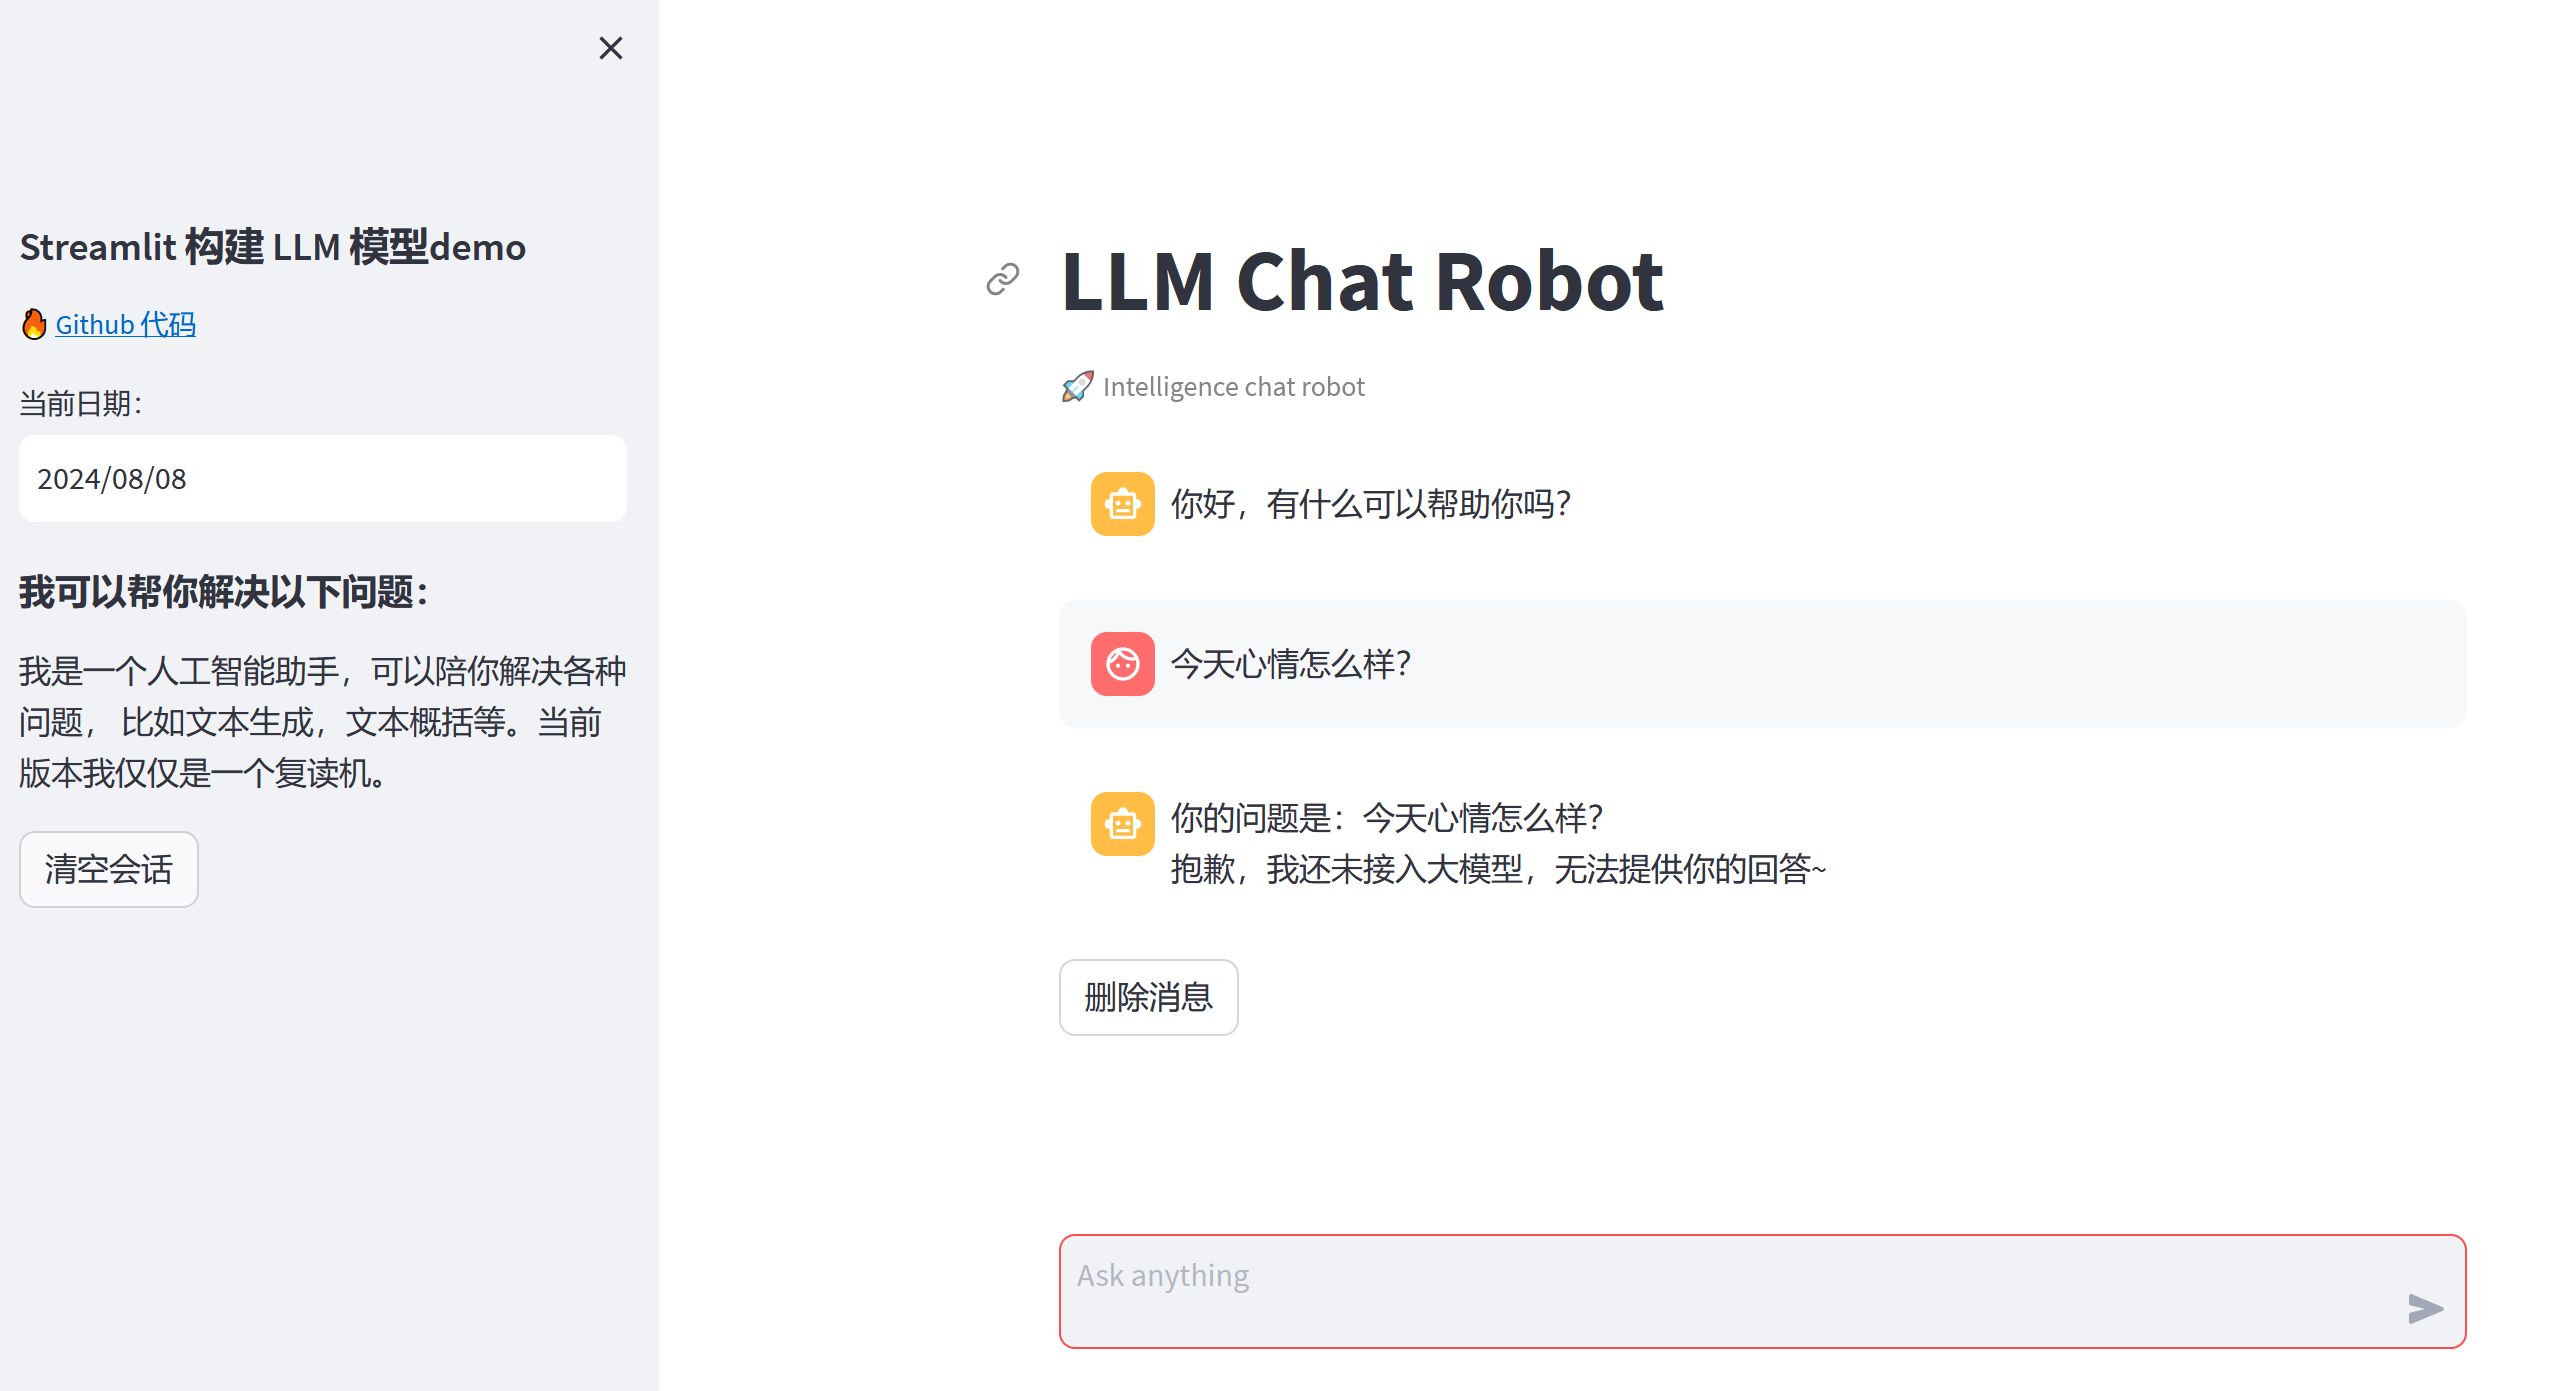 Streamlit 构建 LLM 模型demo
Github 代码
当前日期：
2024/08/08
我可以帮你解决以下问题：
我是一个人工智能助手，可以陪你解决各种
问题， 比如文本生成，文本概括等。当前
版本我仅仅是一个复读机。
清空会话
LLM Chat Robot
Intelligence chat robot
你好，有什么可以帮助你吗？
今天心情怎么样？
你的问题是：今天心情怎么样？
抱歉，我还未接入大模型，无法提供你的回答~
删除消息
Ask anything